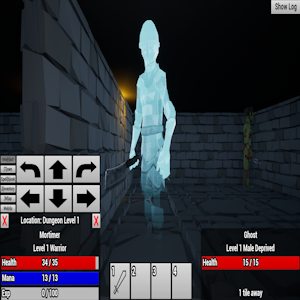 Show Log
X Location: Dungeon Level 1 X
Mortimer
Level 1 Warrior
Health 34 / 35
Mana 13 / 13
Exp 0 / 100
1 2 3 4
Ghost
Level 1 Male Deprived
Health 15 / 15
1 tile away